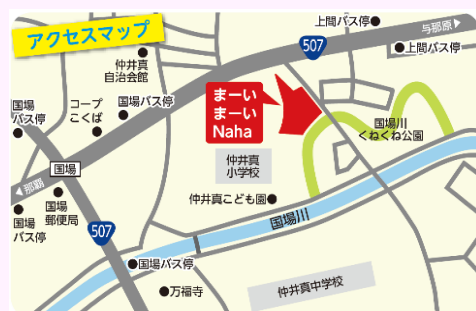 アクセスマップ
上間バス停
与那原
507
上間バス停
仲井真
自治会館
まーい
まーい
Naha
国場
バス停
コープ
こくば
国場バス停
国場川
くねくね公園
仲井真
小学校
国場
那覇
国場
郵便局
仲井真こども園
国場
バス停
507
国場川
国場バス停
万福寺
仲井真中学校